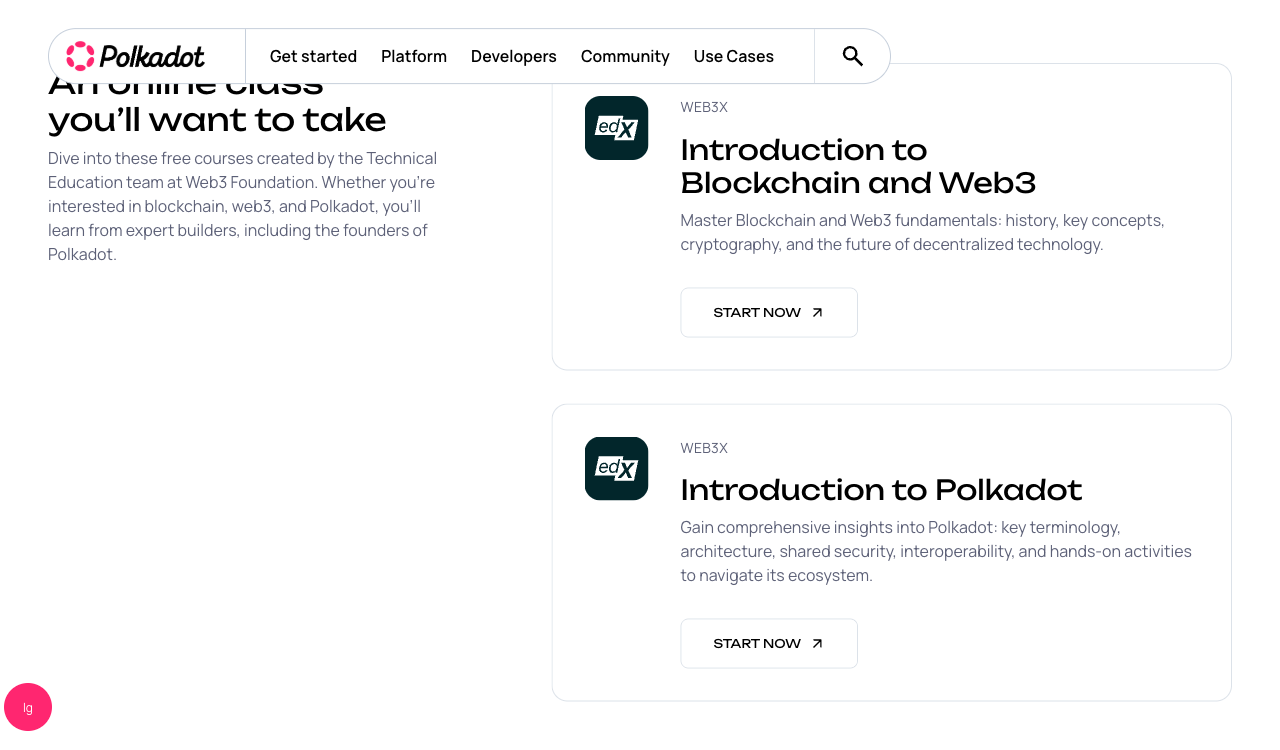 Polkadot
Get started Platform Developers Community Use Cases
An online class
you’ll want to take
Dive into these free courses created by the Technical
Education team at Web3 Foundation. Whether you’re
interested in blockchain, web3, and Polkadot, you’ll
learn from expert builders, including the founders of
Polkadot.
edX
WEB3X
Introduction to
Blockchain and Web3
Master Blockchain and Web3 fundamentals: history, key concepts,
cryptography, and the future of decentralized technology.
START NOW
edX
WEB3X
Introduction to Polkadot
Gain comprehensive insights into Polkadot: key terminology,
architecture, shared security, interoperability, and hands-on activities
to navigate its ecosystem.
START NOW
lg